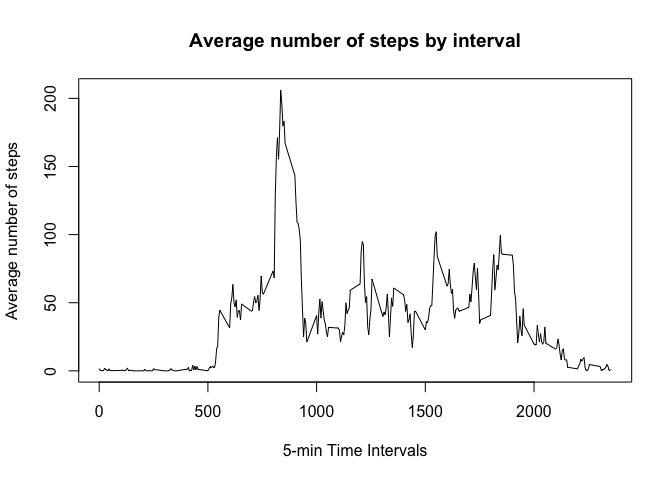 Average number of steps by interval
Average number of steps
200
150
100
50
0
0 500 1000 1500 2000
5-min Time Intervals